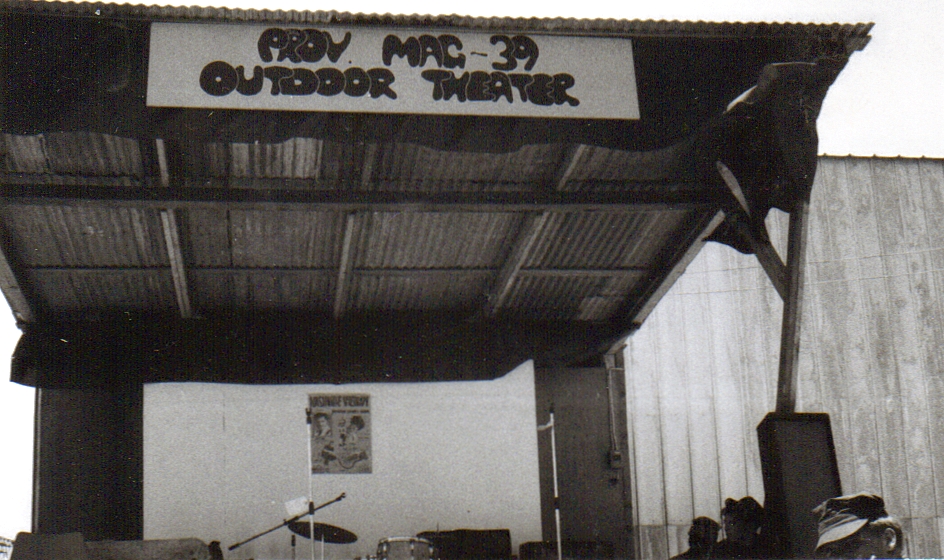 PROV. MAG-39
OUTDOOR THEATER